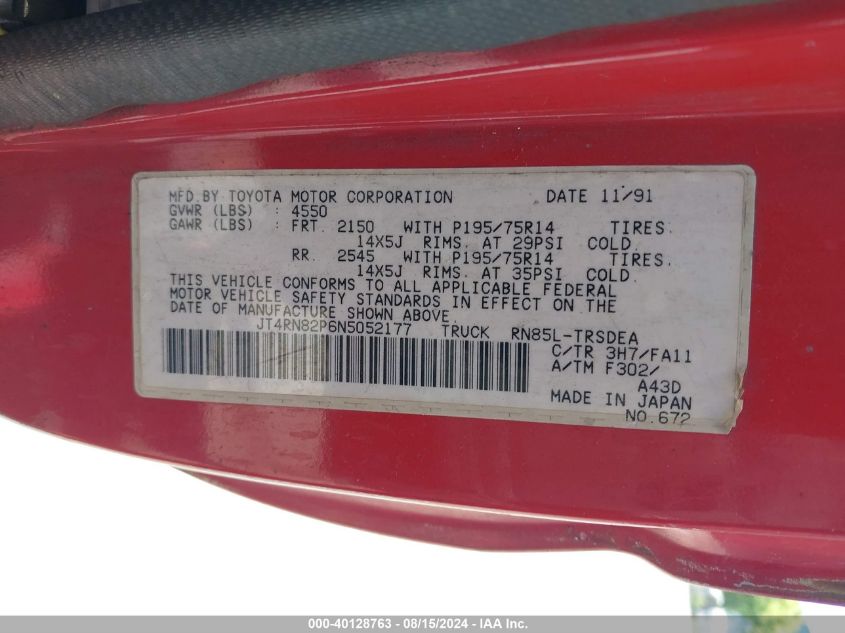 MFD.BY TOYOTA MOTOR CORPORATION DATE 11/91
GVWR (LBS) : 4550
GAWR (LBS) : FRT. 2150 WITH P195/75R14 TIRES.
14X5J RIMS. AT 29PSI COLD.
RR. 2545 WITH P195/75R14 TIRES.
14X5J RIMS. AT 35PSI COLD.
THIS VEHICLE CONFORMS TO ALL APPLICABLE FEDERAL
MOTOR VEHICLE SAFETY STANDARDS IN EFFECT ON THE
DATE OF MANUFACTURE SHOWN ABOVE.
JT4RN82P6N5052177 TRUCK RN85L-TRSDEA
C/TR 3H7/FA11
A/TM F302/
A43D
MADE IN JAPAN
NO.672
000-40128763 - 08/15/2024 - IAA Inc.